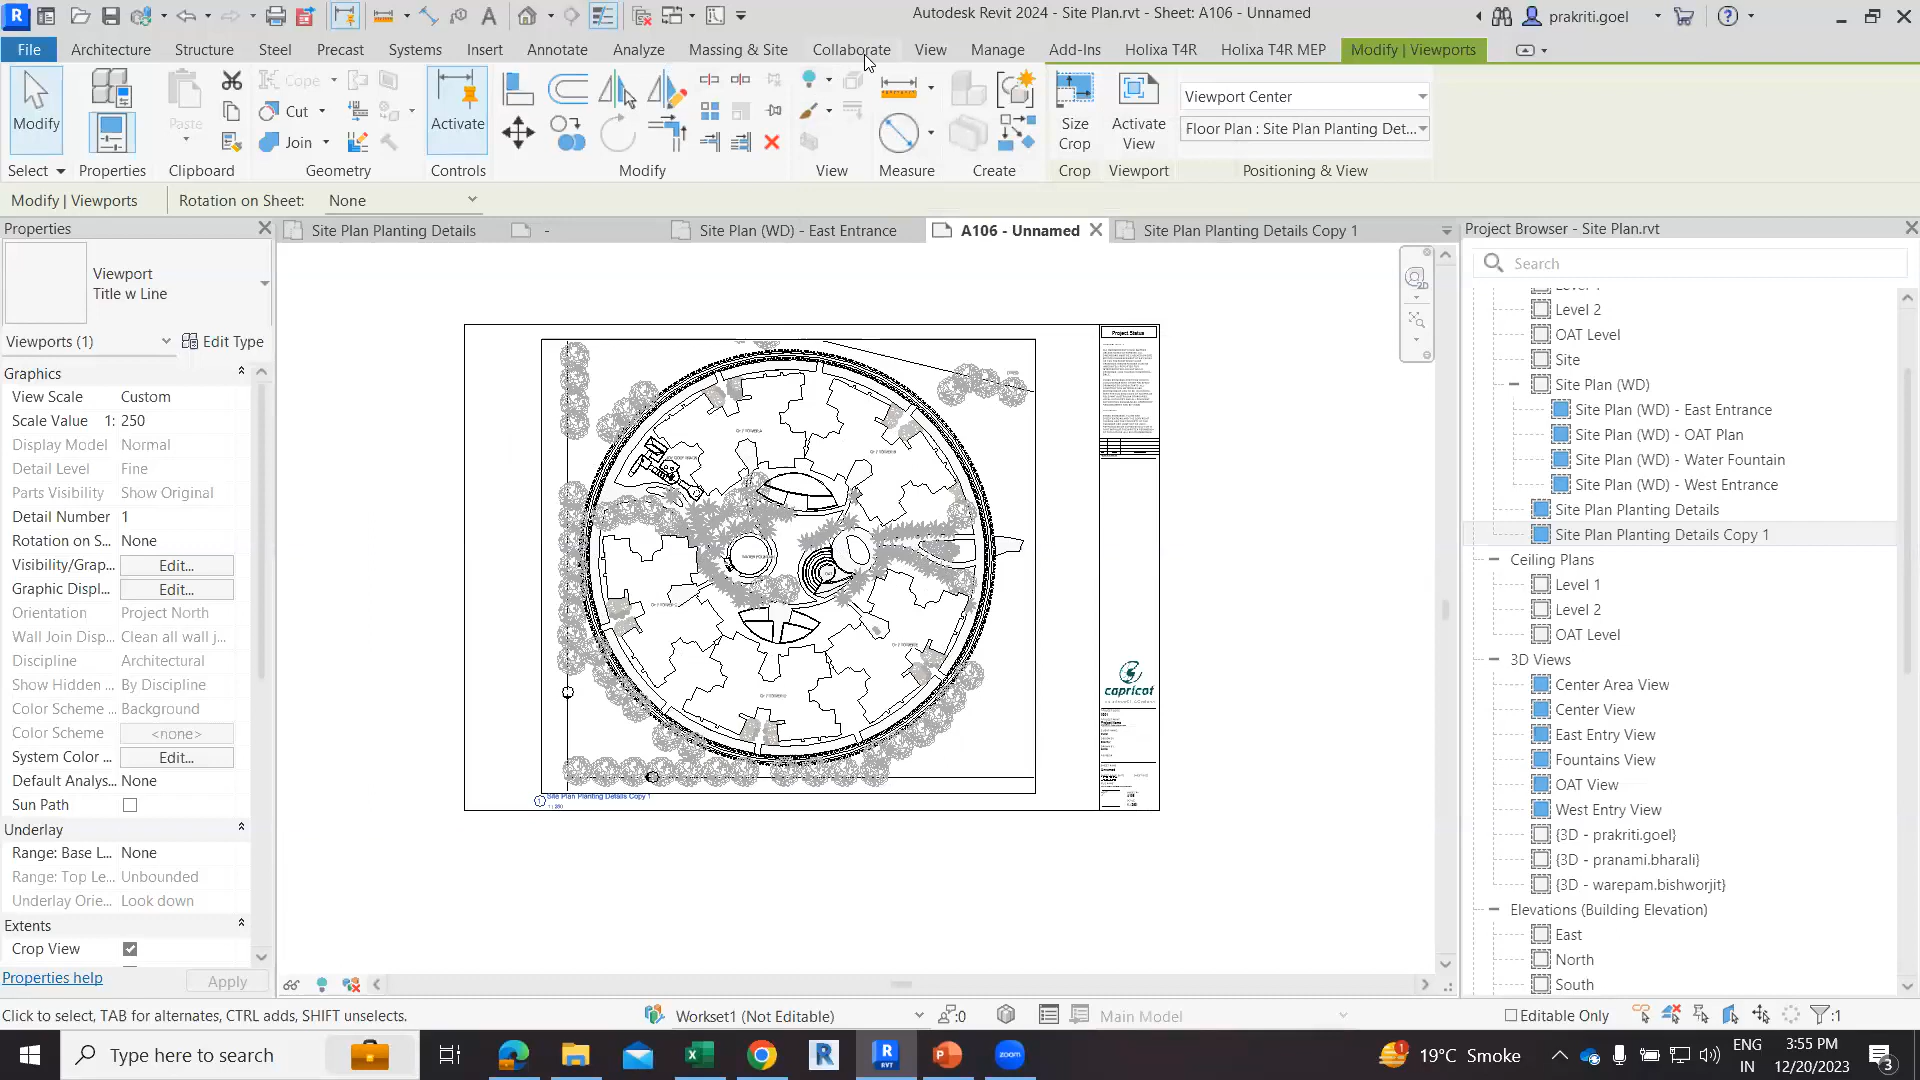 Autodesk Revit 2024 - Site Plan.rvt - Sheet: A106 - Unnamed
prakriti.goel
File Architecture Structure Steel Precast Systems Insert Annotate Analyze Massing & Site Collaborate View Manage Add-Ins Holixa T4R Holixa T4R MEP Modify | Viewports
Modify Paste Cope Cut Join Activate Size Crop Activate View
Viewport Center
Floor Plan : Site Plan Planting Det...
Select Properties Clipboard Geometry Controls Modify View Measure Create Crop Viewport Positioning & View
Modify | Viewports Rotation on Sheet: None
Properties
Site Plan Planting Details - Site Plan (WD) - East Entrance A106 - Unnamed Site Plan Planting Details Copy 1
Project Browser - Site Plan.rvt
Search
Viewport
Title w Line
Viewports (1) Edit Type
Graphics
View Scale Custom
Scale Value 1: 250
Display Model Normal
Detail Level Fine
Parts Visibility Show Original
Detail Number 1
Rotation on S... None
Visibility/Grap... Edit...
Graphic Displ... Edit...
Orientation Project North
Wall Join Disp... Clean all wall j...
Discipline Architectural
Show Hidden ... By Discipline
Color Scheme ... Background
Color Scheme <none>
System Color ... Edit...
Default Analys... None
Sun Path
Underlay
Range: Base L... None
Range: Top Le... Unbounded
Underlay Orie... Look down
Extents
Crop View
Properties help Apply
Project Status
capricot
1 Site Plan Planting Details Copy 1
1 : 250
Level 1
Level 2
OAT Level
Site
Site Plan (WD)
Site Plan (WD) - East Entrance
Site Plan (WD) - OAT Plan
Site Plan (WD) - Water Fountain
Site Plan (WD) - West Entrance
Site Plan Planting Details
Site Plan Planting Details Copy 1
Ceiling Plans
Level 1
Level 2
OAT Level
3D Views
Center Area View
Center View
East Entry View
Fountains View
OAT View
West Entry View
{3D - prakriti.goel}
{3D - pranami.bharali}
{3D - warepam.bishworjit}
Elevations (Building Elevation)
East
North
South
Click to select, TAB for alternates, CTRL adds, SHIFT unselects. Workset1 (Not Editable) :0 Main Model Editable Only :1
Type here to search 19°C Smoke ENG IN 3:55 PM 12/20/2023 3